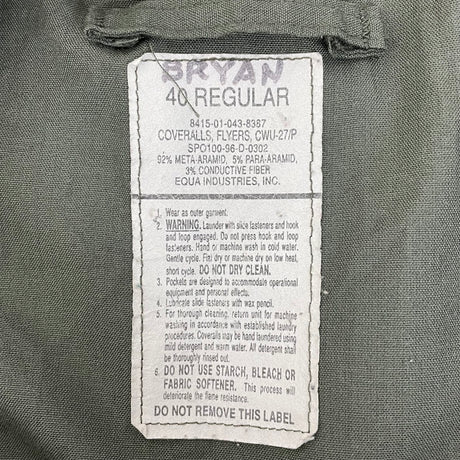 BRYAN
40 REGULAR
8415-01-043-8387
COVERALLS, FLYERS, CWU-27/P
SPO100-96-D-0302
92% META-ARAMID, 5% PARA-ARAMID,
3% CONDUCTIVE FIBER
EQUA INDUSTRIES, INC.
1. Wear as outer garment.
2. WARNING. Launder with slide fasteners and hook
and loop engaged. Do not press hook and loop
fasteners. Hand or machine wash in cold water.
Gentle cycle. Flat dry or machine dry on low heat,
short cycle. DO NOT DRY CLEAN.
3. Pockets are designed to accommodate operational
equipment and personal effects.
4. Lubricate slide fasteners with wax pencil.
5. For thorough cleaning, return unit for machine
washing in accordance with established laundry
procedures. Coveralls may be hand laundered using
mild detergent and warm water. All detergent shall
be thoroughly rinsed out.
6. DO NOT USE STARCH, BLEACH OR
FABRIC SOFTENER. This process will
deteriorate the flame resistance.
DO NOT REMOVE THIS LABEL